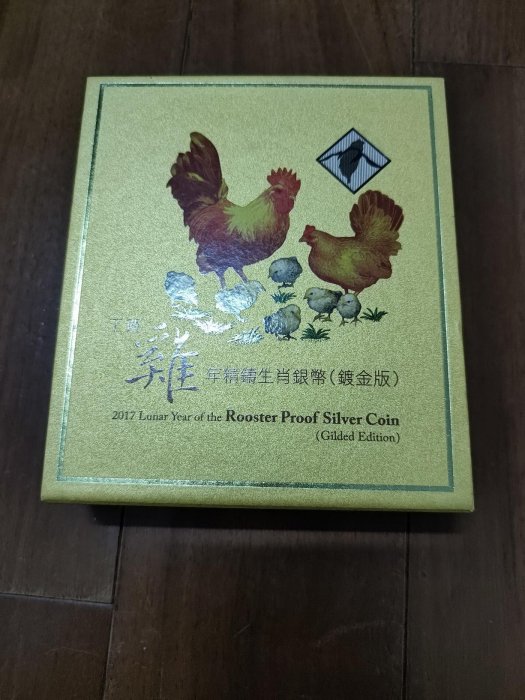 丁酉
雞年精鑄生肖銀幣(鍍金版)
2017 Lunar Year of the Rooster Proof Silver Coin
(Gilded Edition)